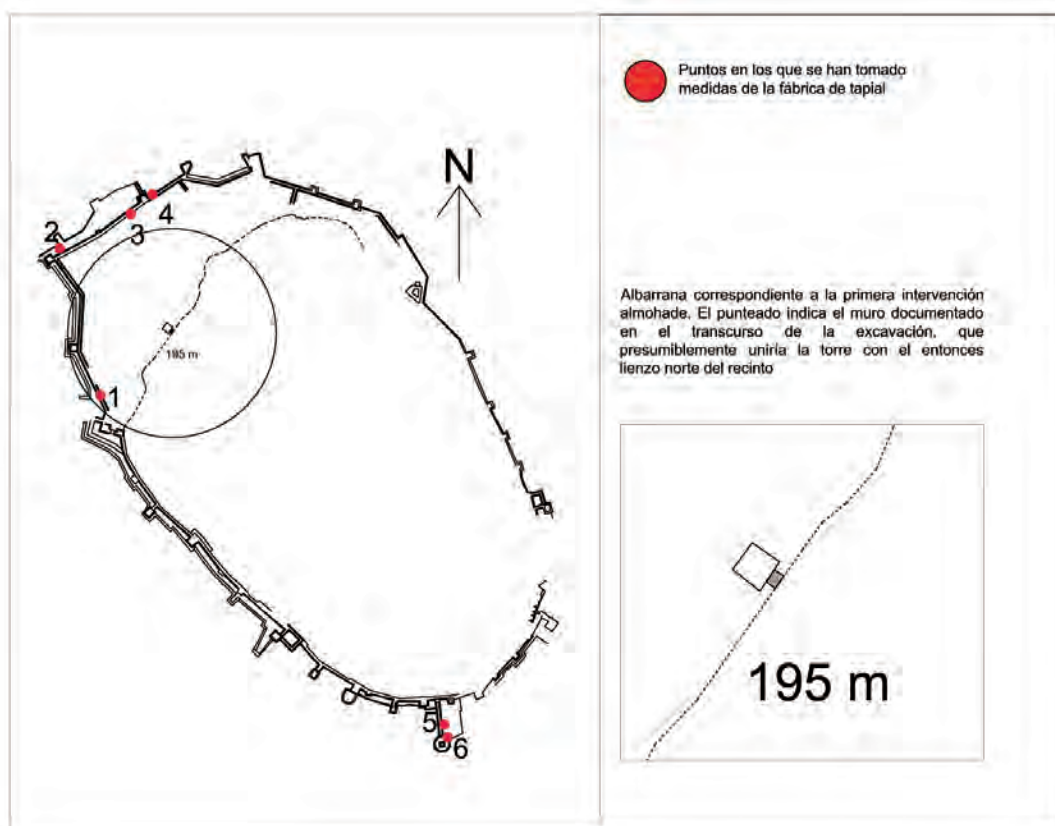 N
4
3
2
195 m
1
5
6
Puntos en los que se han tomado
medidas de la fábrica de tapial
Albarrana correspondiente a la primera intervención
almohade. El punteado indica el muro documentado
en el transcurso de la excavación, que
presumiblemente uniría la torre con el entonces
lienzo norte del recinto
195 m